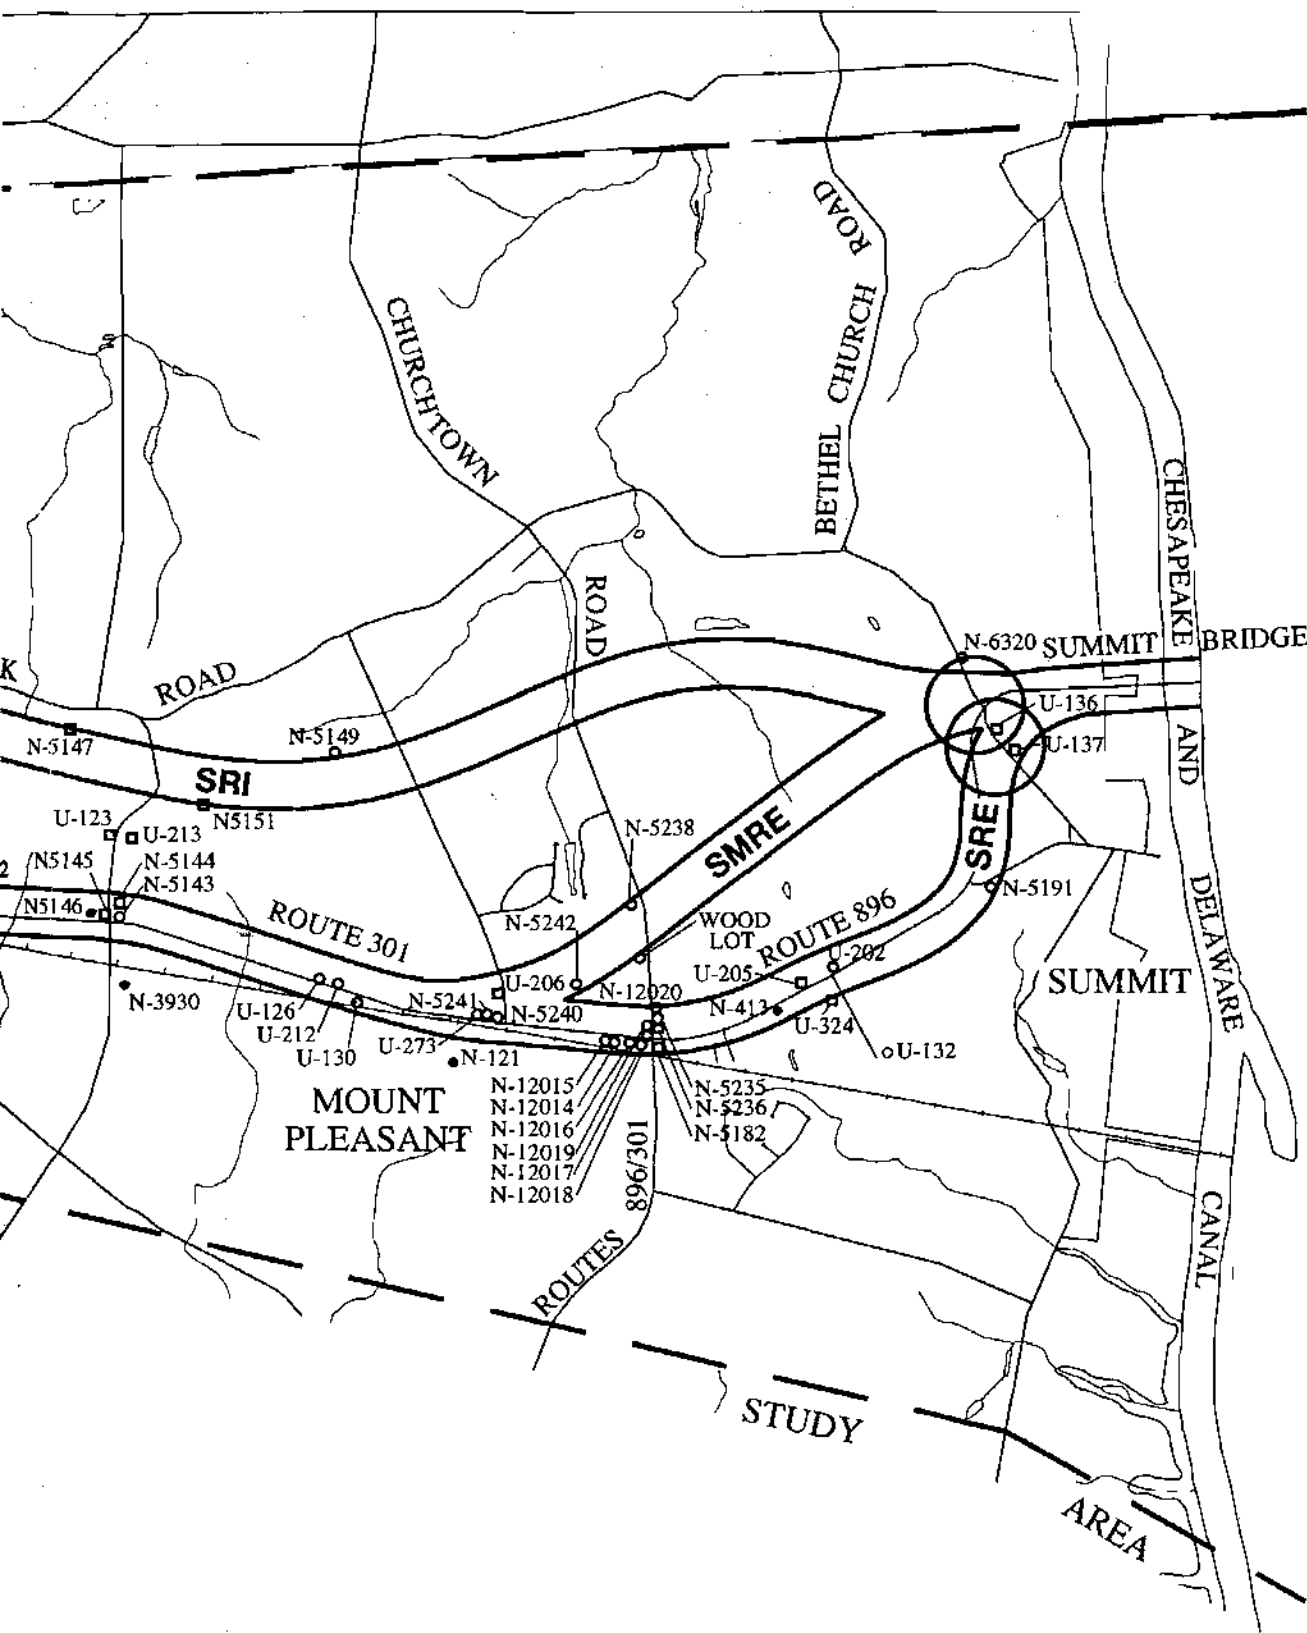 BETHEL CHURCH ROAD
CHURCHTOWN
ROAD
CHESAPEAKE
AND
DELAWARE
CANAL
N-6320
SUMMIT BRIDGE
K
ROAD
U-136
N-5147
N-5149
U-137
SRI
N5151
U-123
U-213
N-5238
SMRE
SRE
N5145
N-5144
2
N-5143
N5146
N-5191
ROUTE 301
N-5242
WOOD
LOT
ROUTE 896
U-202
U-206
U-205
SUMMIT
N-3930
N-12020
N-5241
N-413
U-126
N-5240
U-324
U-212
U-273
U-130
N-121
U-132
MOUNT
PLEASANT
N-12015
N-12014
N-12016
N-12019
N-12017
N-12018
N-5235
N-5236
N-5182
ROUTES 896/301
STUDY
AREA